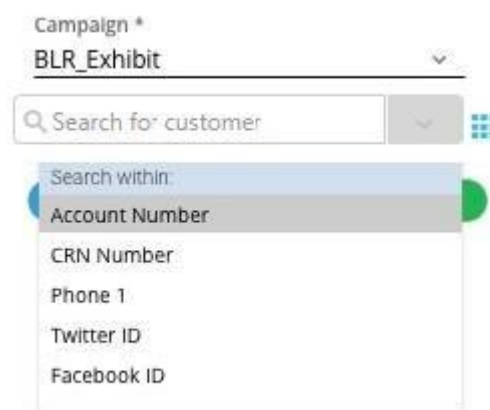 Campaign *
BLR_Exhibit
Search for customer
Search within:
Account Number
CRN Number
Phone 1
Twitter ID
Facebook ID